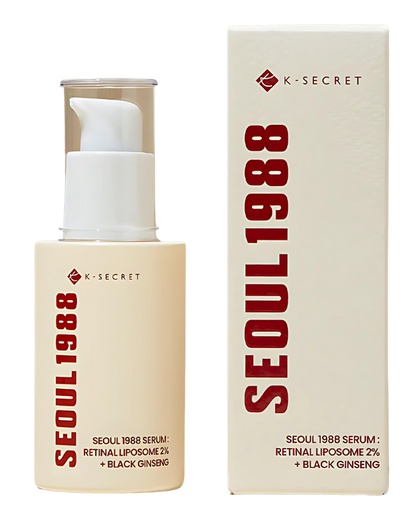 K-SECRET
SEOUL1988
SEOUL 1988 SERUM :
RETINAL LIPOSOME 2%
+ BLACK GINSENG
K-SECRET
SEOUL1988
SEOUL 1988 SERUM :
RETINAL LIPOSOME 2%
+ BLACK GINSENG